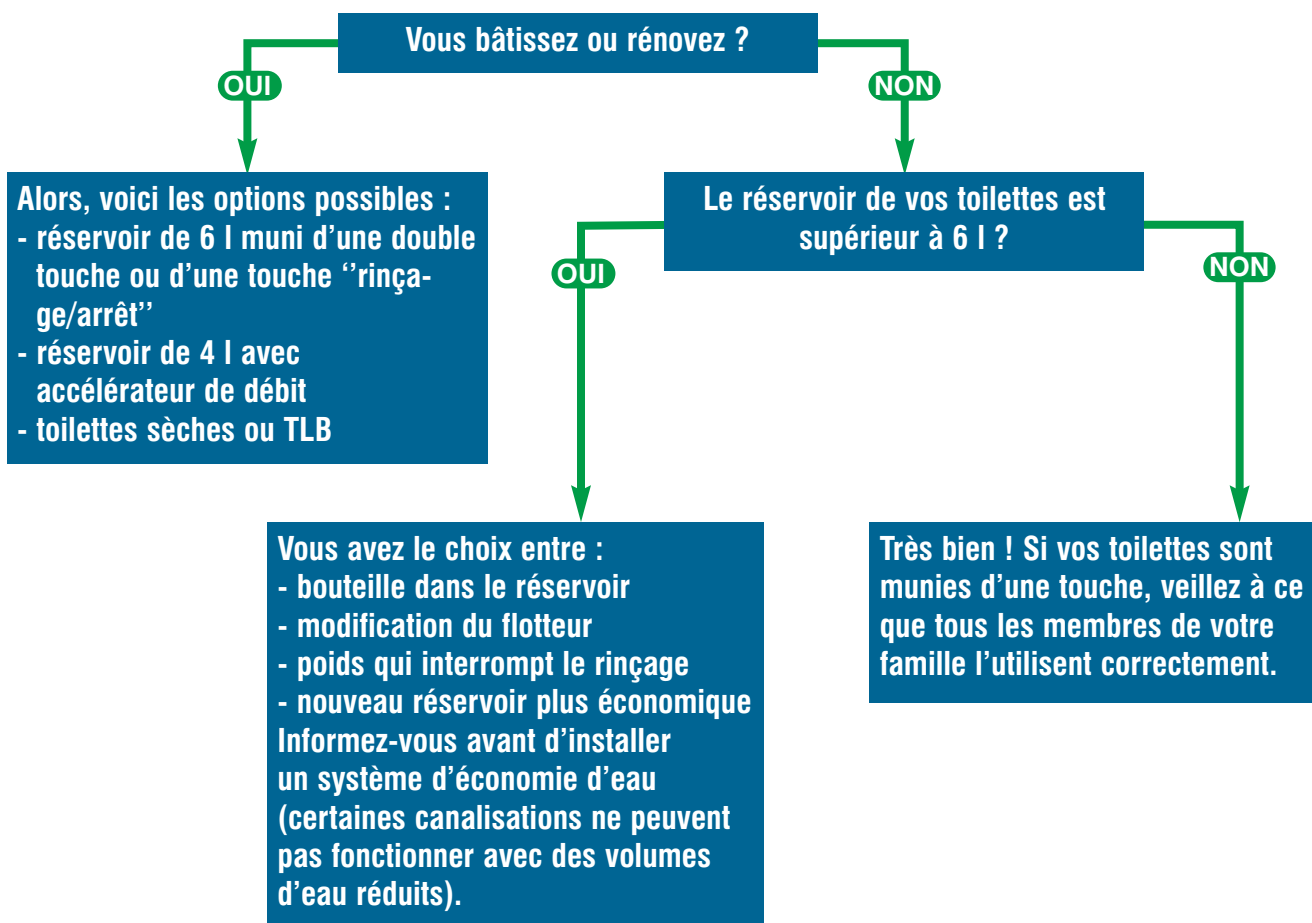 Vous bâtissez ou rénovez ?
OUI
NON
Alors, voici les options possibles :
- réservoir de 6 l muni d'une double
touche ou d'une touche ‘’rinça-
ge/arrêt’’
- réservoir de 4 l avec
accélérateur de débit
- toilettes sèches ou TLB
Le réservoir de vos toilettes est
supérieur à 6 l ?
OUI
NON
Vous avez le choix entre :
- bouteille dans le réservoir
- modification du flotteur
- poids qui interrompt le rinçage
- nouveau réservoir plus économique
Informez-vous avant d'installer
un système d'économie d'eau
(certaines canalisations ne peuvent
pas fonctionner avec des volumes
d'eau réduits).
Très bien ! Si vos toilettes sont
munies d'une touche, veillez à ce
que tous les membres de votre
famille l'utilisent correctement.